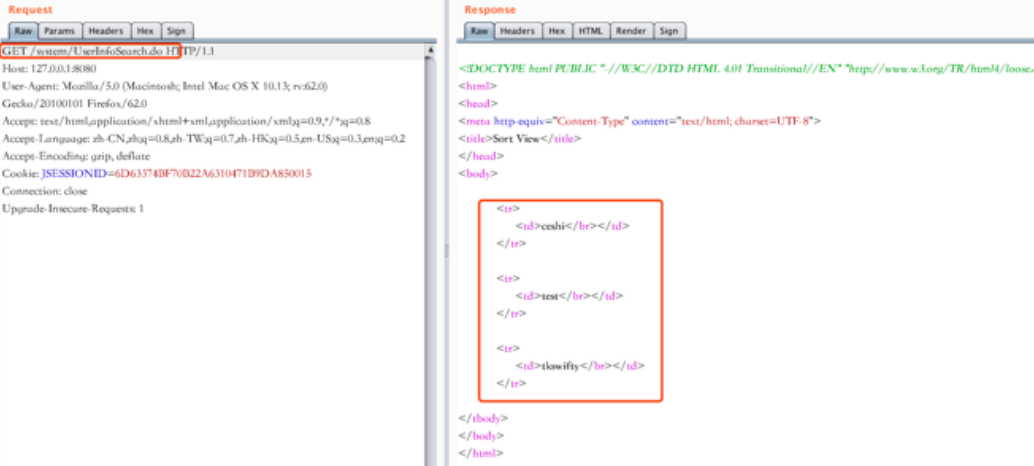 Request
Raw Params Headers Hex Sign
GET /system/UserInfoSearch.do HTTP/1.1
Host: 127.0.0.1:8080
User-Agent: Mozilla/5.0 (Macintosh; Intel Mac OS X 10.13; rv:62.0)
Gecko/20100101 Firefox/62.0
Accept: text/html,application/xhtml+xml,application/xml;q=0.9,*/*;q=0.8
Accept-Language: zh-CN,zh;q=0.8,zh-TW;q=0.7,zh-HK;q=0.5,en-US;q=0.3,en;q=0.2
Accept-Encoding: gzip, deflate
Cookie: JSESSIONID=6D63374BF70B22A6310471B9DA850015
Connection: close
Upgrade-Insecure-Requests: 1
Response
Raw Headers Hex HTML Render Sign
<!DOCTYPE html PUBLIC "-//W3C//DTD HTML 4.01 Transitional//EN" "http://www.w3.org/TR/html4/loose.
<html>
<head>
<meta http-equiv="Content-Type" content="text/html; charset=UTF-8">
<title>Sort View</title>
</head>
<body>
<tr>
<td>ceshi</br></td>
</tr>
<tr>
<td>test</br></td>
</tr>
<tr>
<td>tkswifty</br></td>
</tr>
</tbody>
</body>
</html>